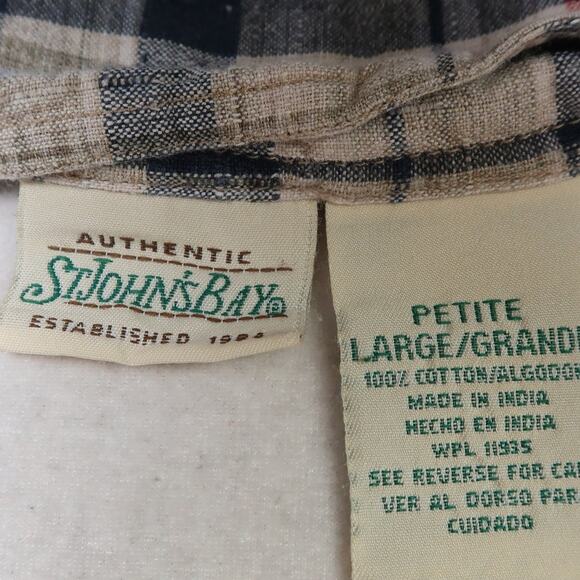 AUTHENTIC
ST. JOHN'S BAY®
ESTABLISHED
PETITE
LARGE/GRANDE
100% COTTON/ALGODON
MADE IN INDIA
HECHO EN INDIA
WPL 11935
SEE REVERSE FOR
VER AL DORSO
CUIDADO